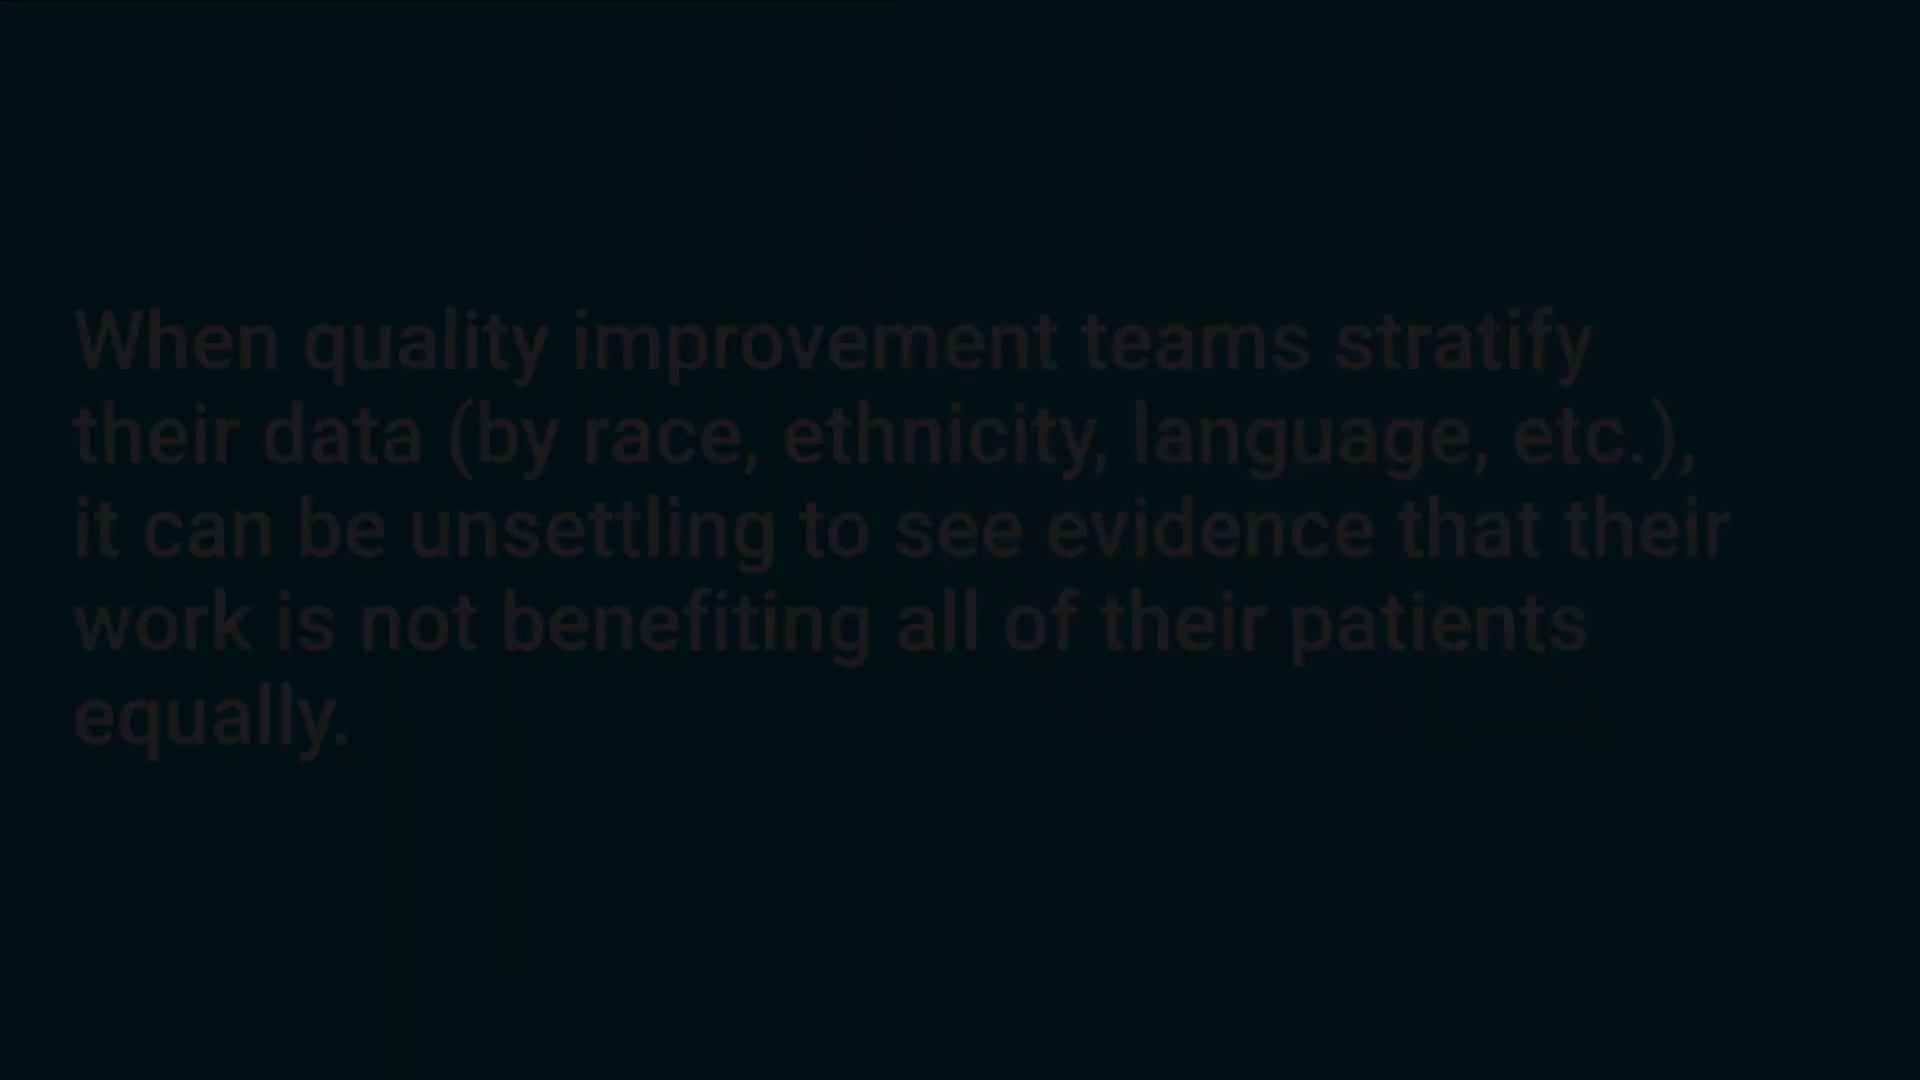 When quality improvement teams stratify
their data (by race, ethnicity, language, etc.),
it can be unsettling to see evidence that their
work is not benefiting all of their patients
equally.